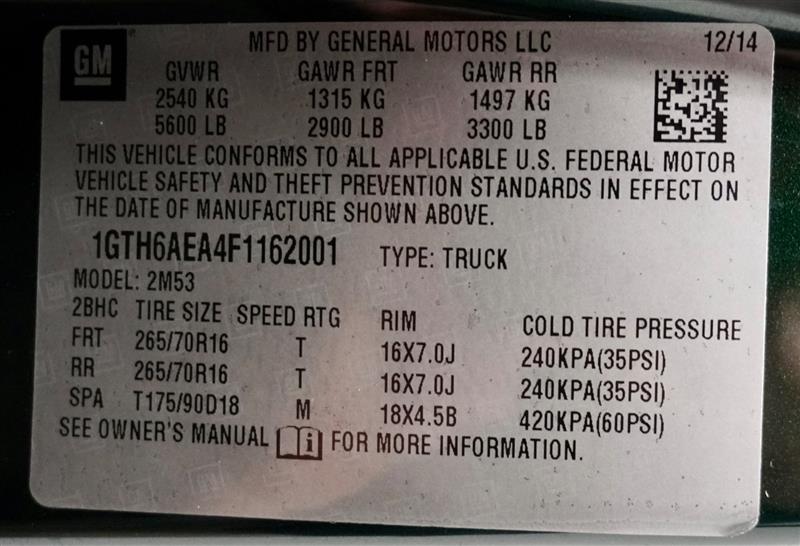 GM MFD BY GENERAL MOTORS LLC 12/14
GVWR GAWR FRT GAWR RR
2540 KG 1315 KG 1497 KG
5600 LB 2900 LB 3300 LB
THIS VEHICLE CONFORMS TO ALL APPLICABLE U.S. FEDERAL MOTOR
VEHICLE SAFETY AND THEFT PREVENTION STANDARDS IN EFFECT ON
THE DATE OF MANUFACTURE SHOWN ABOVE.
1GTH6AEA4F1162001 TYPE: TRUCK
MODEL: 2M53
2BHC TIRE SIZE SPEED RTG RIM COLD TIRE PRESSURE
FRT 265/70R16 T 16X7.0J 240KPA(35PSI)
RR 265/70R16 T 16X7.0J 240KPA(35PSI)
SPA T175/90D18 M 18X4.5B 420KPA(60PSI)
SEE OWNER'S MANUAL i FOR MORE INFORMATION.